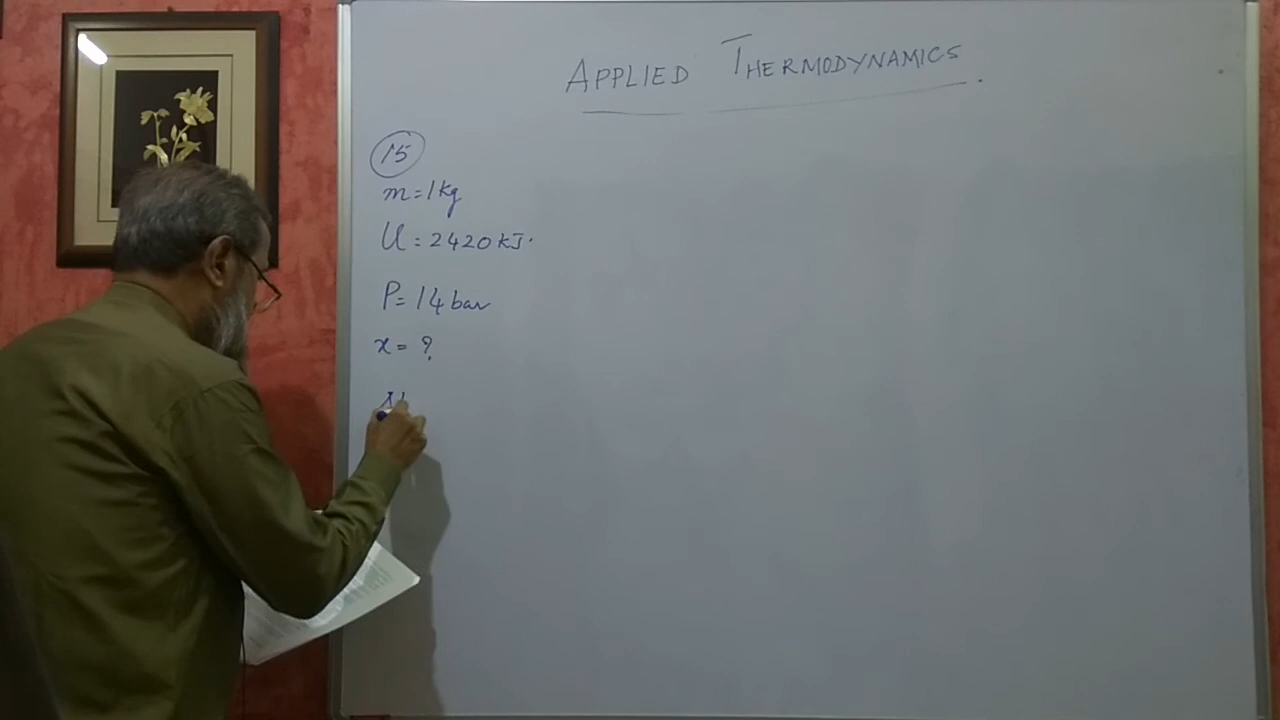 APPLIED THERMODYNAMICS.
15
m = 1 kg
U = 2420 kJ.
P = 14 bar
x = ?